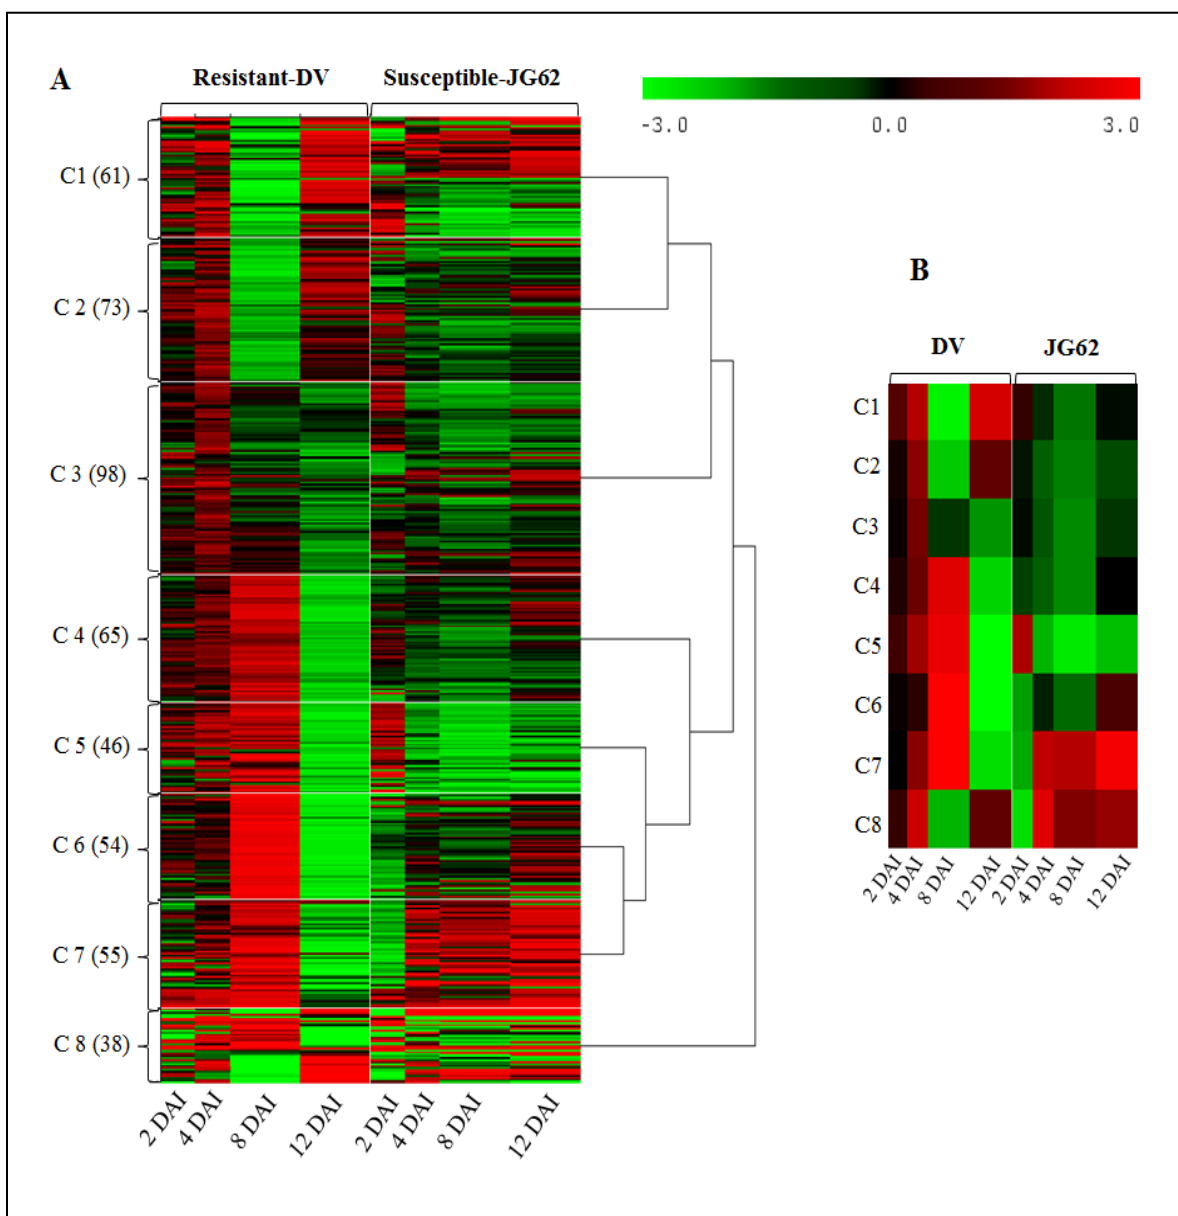 A
Resistant-DV
Susceptible-JG62
-3.0 0.0 3.0
C1 (61)
C 2 (73)
C 3 (98)
C 4 (65)
C 5 (46)
C 6 (54)
C 7 (55)
C 8 (38)
2 DAI 4 DAI 8 DAI 12 DAI 2 DAI 4 DAI 8 DAI 12 DAI
B
DV JG62
C1
C2
C3
C4
C5
C6
C7
C8
2 DAI 4 DAI 8 DAI 12 DAI 2 DAI 4 DAI 8 DAI 12 DAI